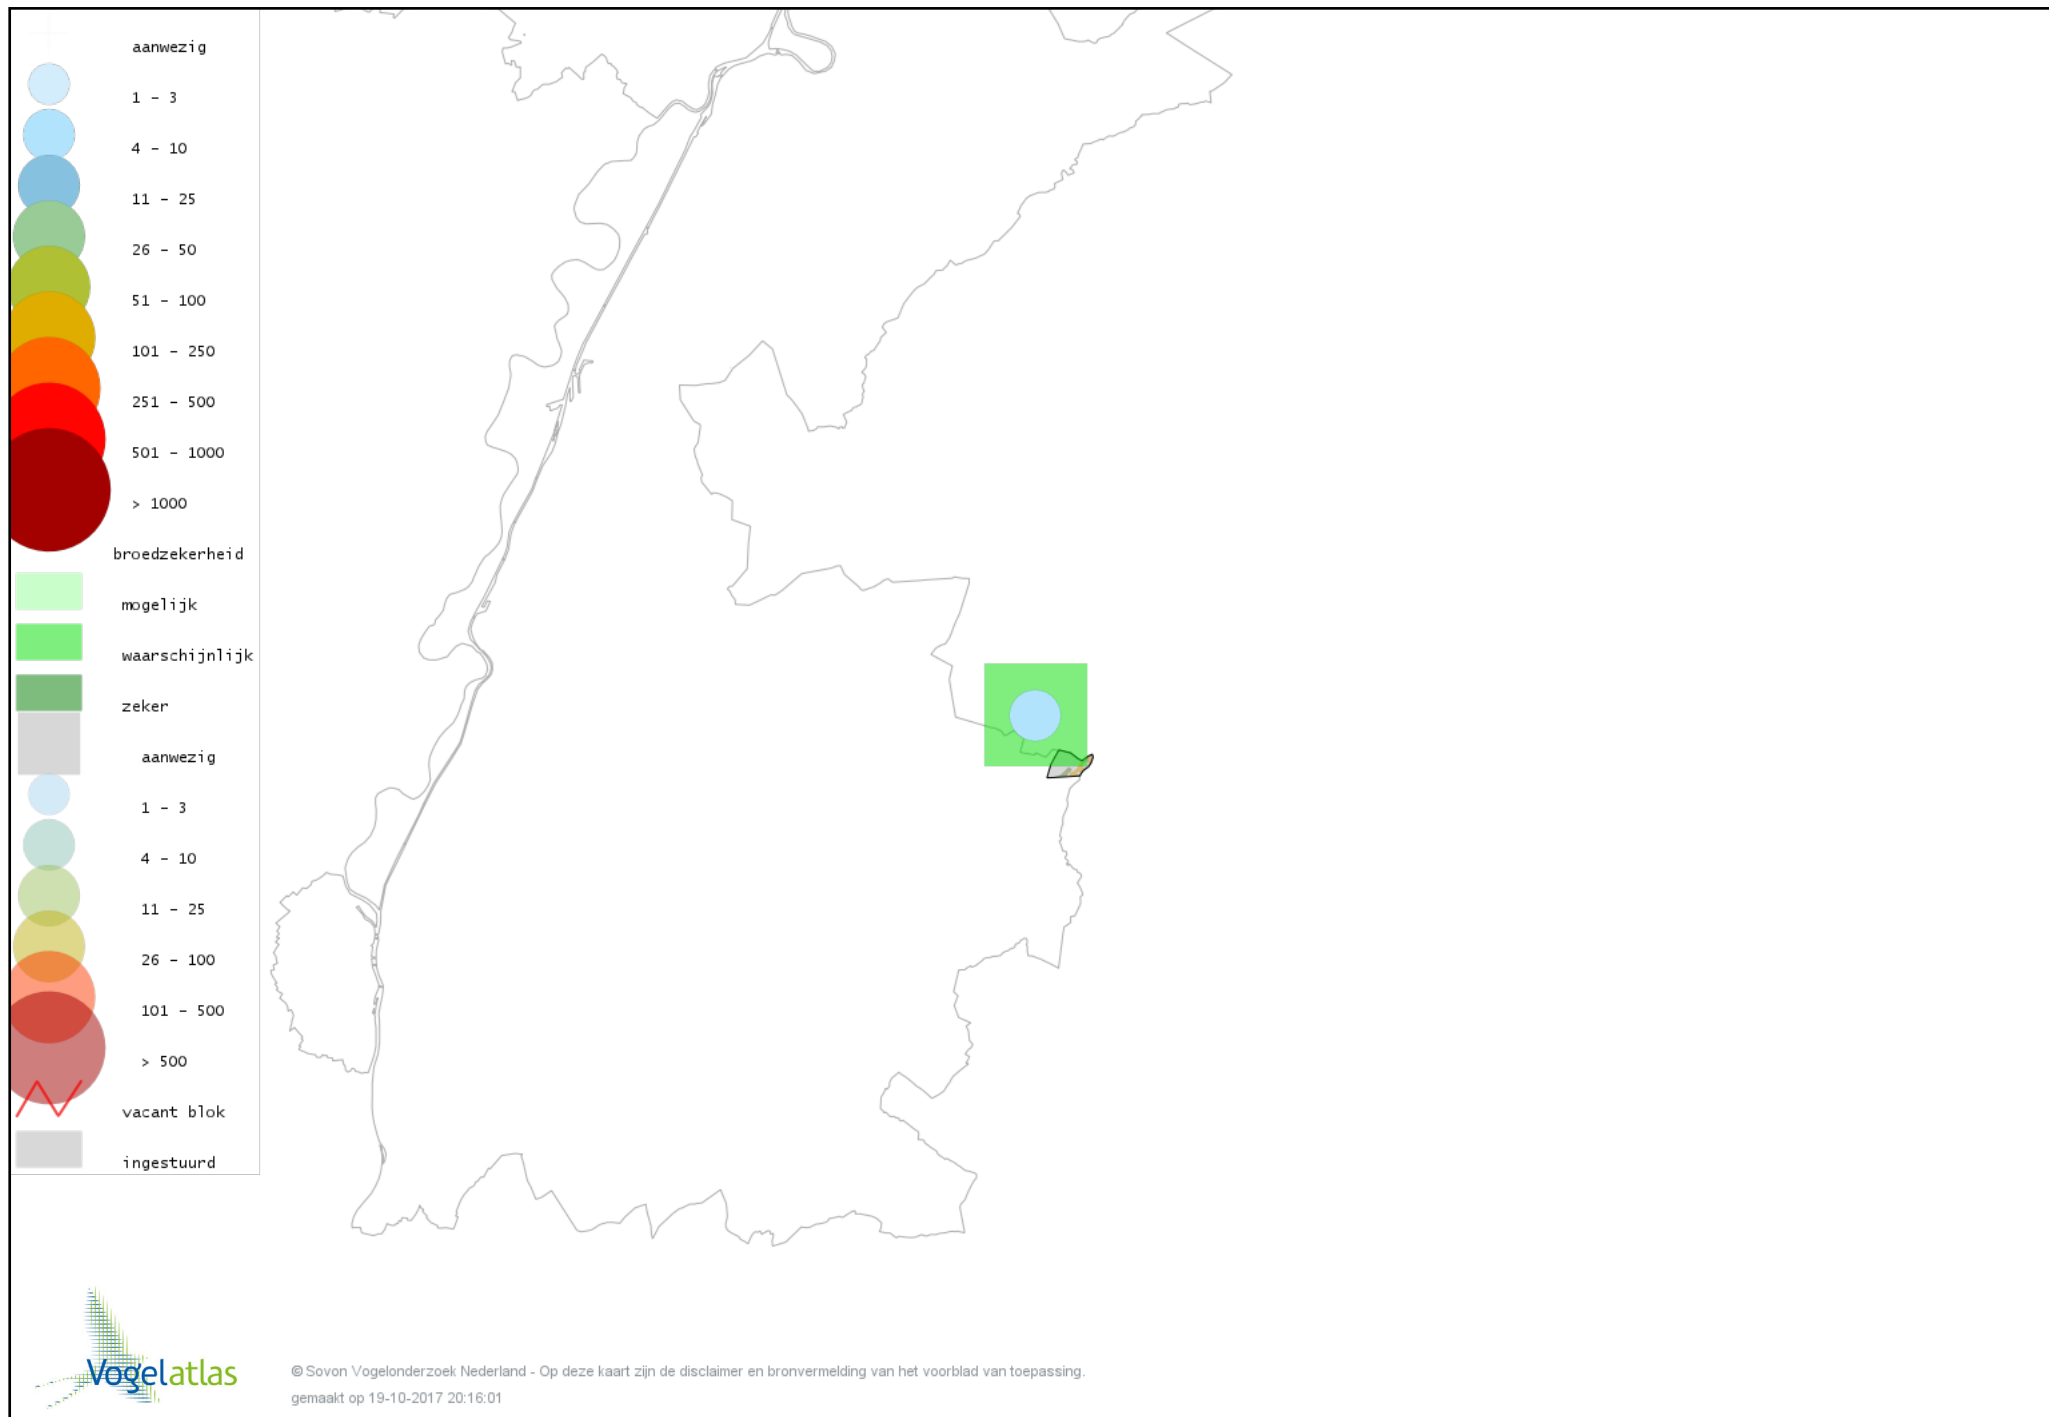 aanwezig
1 - 3
4 - 10
11 - 25
26 - 50
51 - 100
101 - 250
251 - 500
501 - 1000
> 1000
broedzekerheid
mogelijk
waarschijnlijk
zeker
aanwezig
1 - 3
4 - 10
11 - 25
26 - 100
101 - 500
> 500
vacant blok
ingestuurd
Vogelatlas
© Sovon Vogelonderzoek Nederland - Op deze kaart zijn de disclaimer en bronvermelding van het voorblad van toepassing.
gemaakt op 19-10-2017 20:16:01